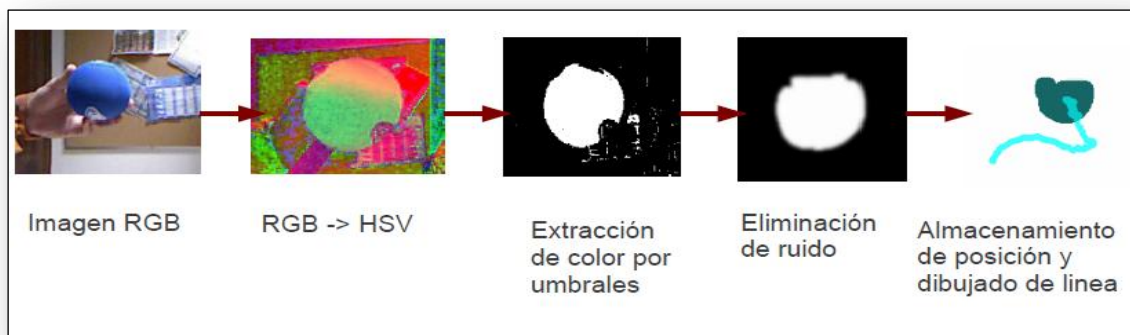 Imagen RGB
RGB -> HSV
Extracción
de color por
umbrales
Eliminación
de ruido
Almacenamiento
de posición y
dibujado de linea